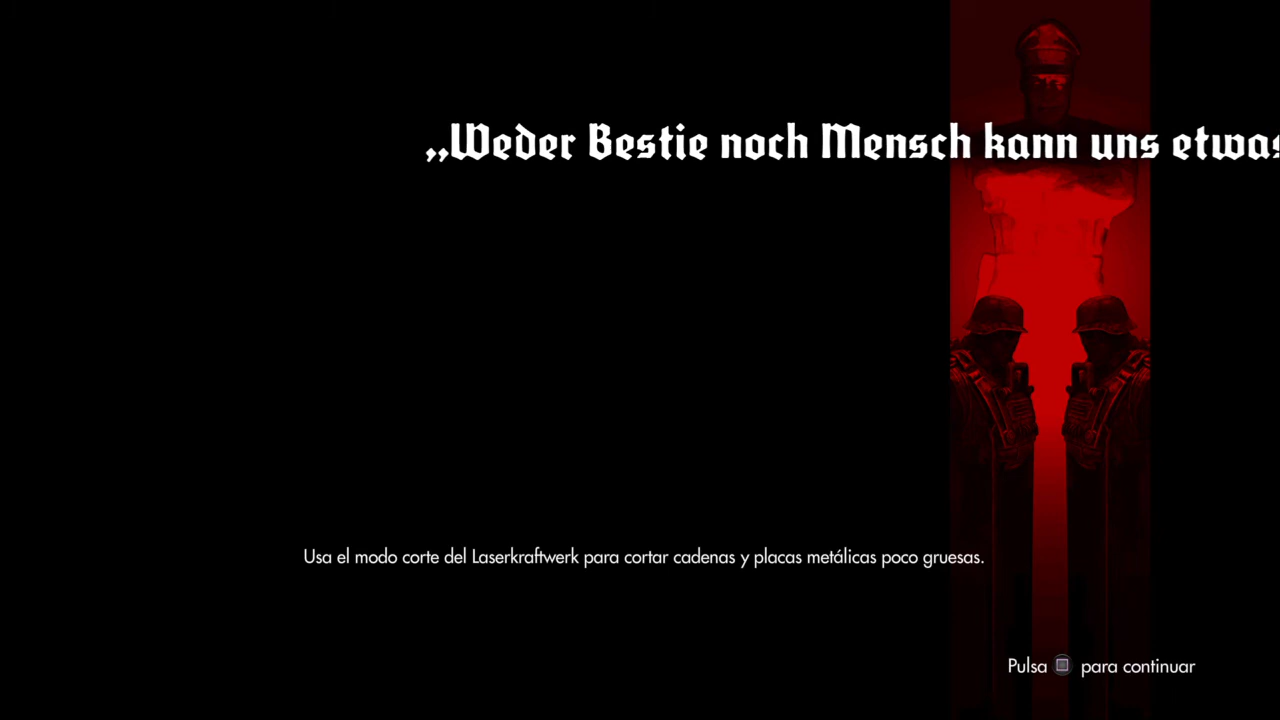 „Weder Bestie noch Mensch kann uns etwas
Usa el modo corte del Laserkraftwerk para cortar cadenas y placas metálicas poco gruesas.
Pulsa para continuar